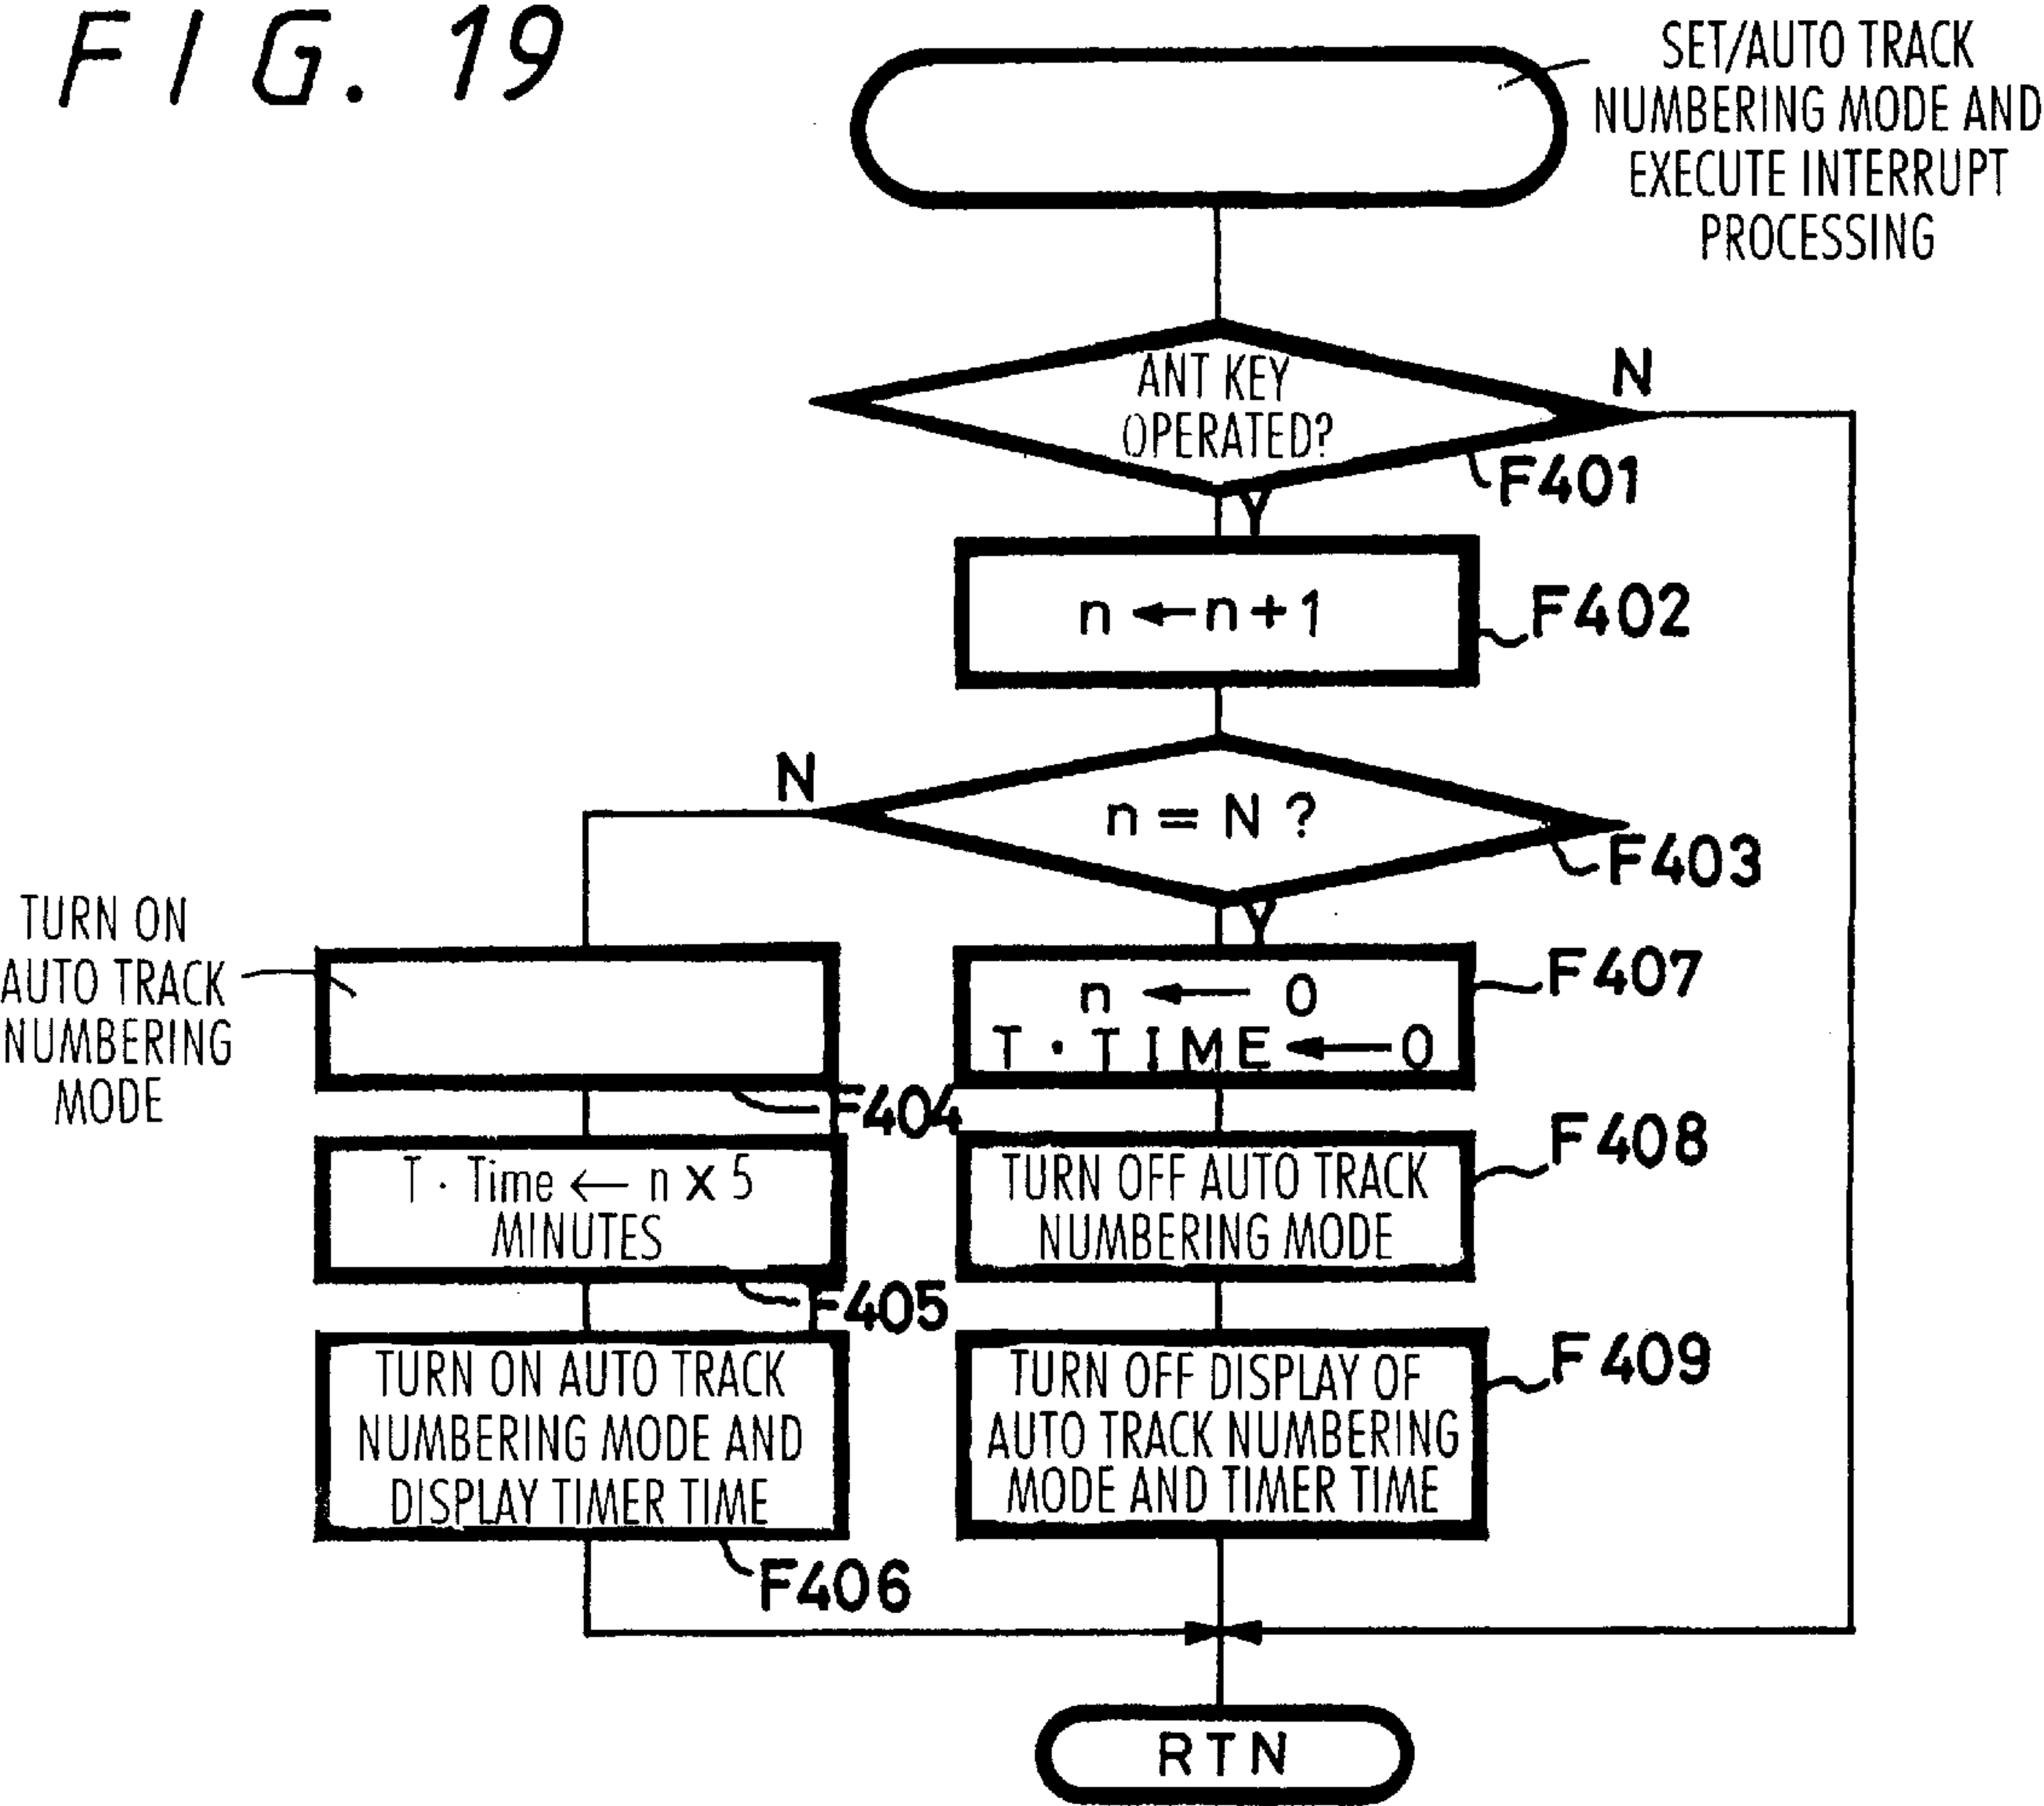 FIG. 19
SET/AUTO TRACK
NUMBERING MODE AND
EXECUTE INTERRUPT
PROCESSING
ANT KEY
OPERATED?
N
F401
Y
n ← n + 1
F402
N
n = N ?
F403
Y
TURN ON
AUTO TRACK
NUMBERING
MODE
F404
n ← 0
T · TIME ← 0
F407
T · Time ← n X 5
MINUTES
F405
TURN OFF AUTO TRACK
NUMBERING MODE
F408
TURN ON AUTO TRACK
NUMBERING MODE AND
DISPLAY TIMER TIME
F406
TURN OFF DISPLAY OF
AUTO TRACK NUMBERING
MODE AND TIMER TIME
F409
RTN